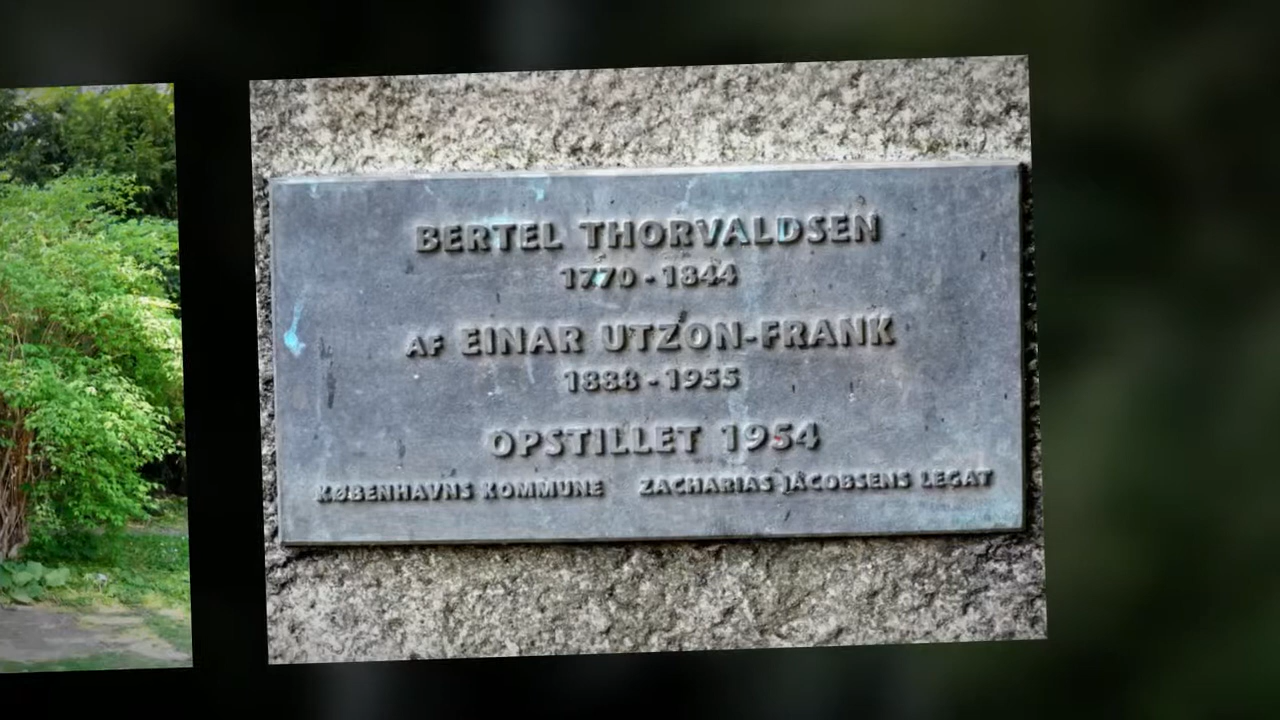 BERTEL THORVALDSEN
1770 - 1844
AF EINAR UTZON-FRANK
1888 - 1955
OPSTILLET 1954
KØBENHAVNS KOMMUNE ZACHARIAS JACOBSENS LEGAT